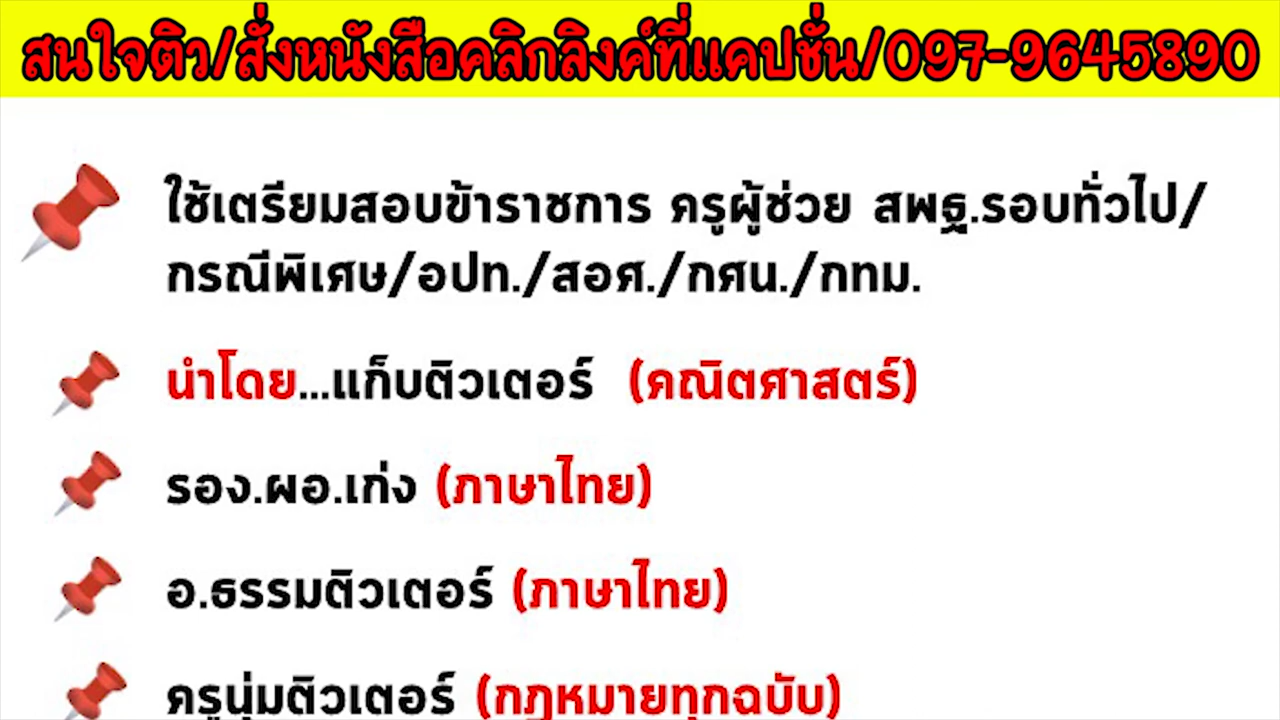 สนใจติว/สั่งหนังสือคลิกลิงค์ที่แคปชั่น/097-9645890
ใช้เตรียมสอบข้าราชการ ครูผู้ช่วย สพฐ.รอบทั่วไป/
กรณีพิเศษ/อปท./สอศ./กศน./กทม.
นำโดย...แก็บติวเตอร์ (คณิตศาสตร์)
รอง.ผอ.เก่ง (ภาษาไทย)
อ.ธรรมติวเตอร์ (ภาษาไทย)
ครูนุ่มติวเตอร์ (กฎหมายทุกฉบับ)